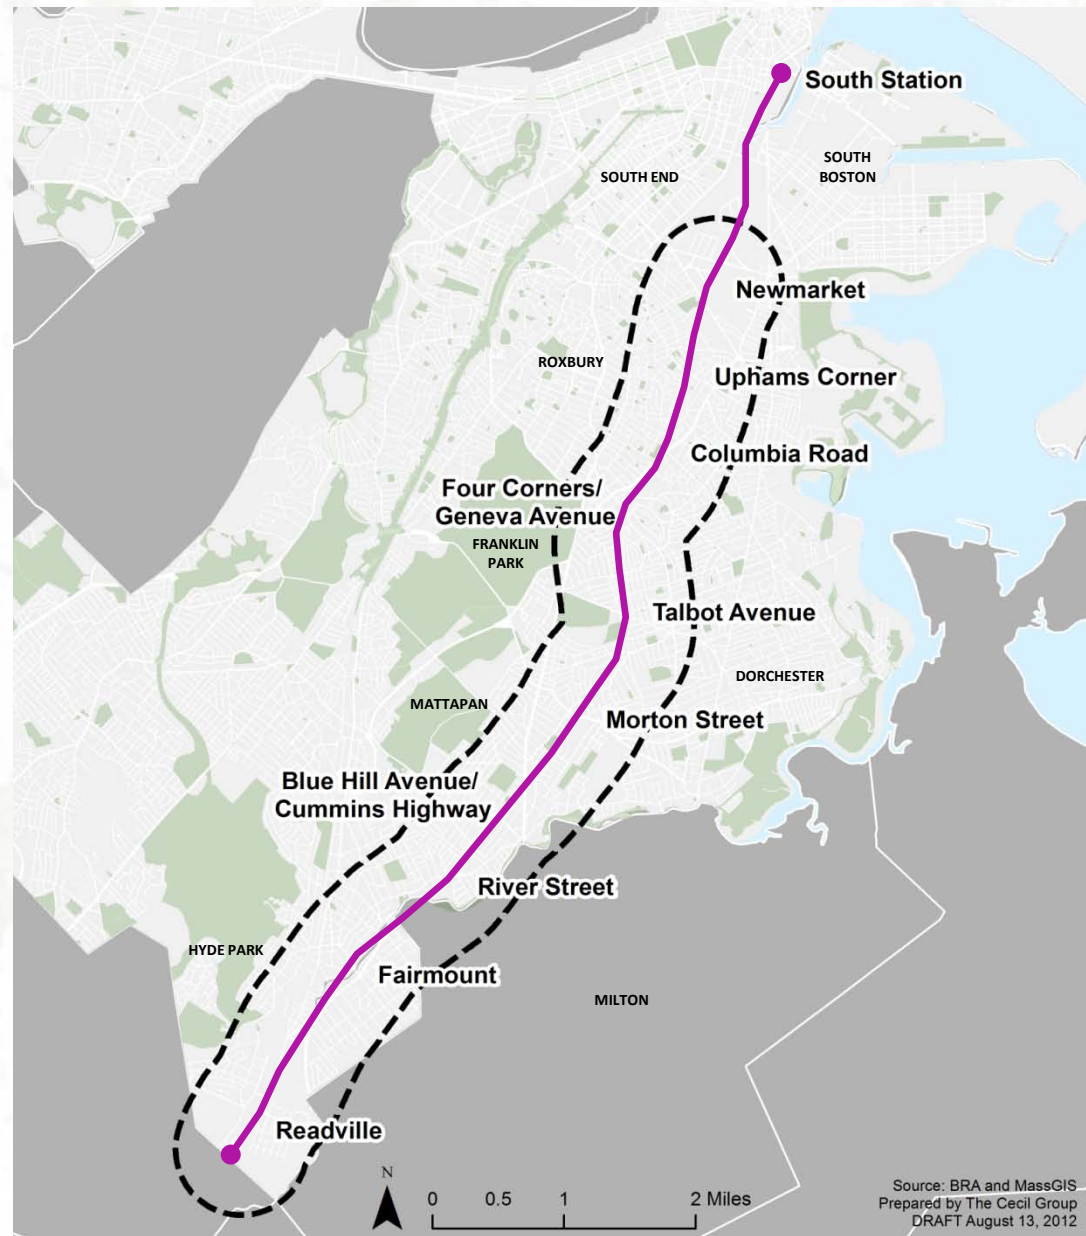 South Station
SOUTH END
SOUTH
BOSTON
Newmarket
ROXBURY
Uphams Corner
Columbia Road
Four Corners/
Geneva Avenue
FRANKLIN
PARK
Talbot Avenue
DORCHESTER
MATTAPAN
Morton Street
Blue Hill Avenue/
Cummins Highway
River Street
HYDE PARK
Fairmount
MILTON
Readville
N
0 0.5 1 2 Miles
Source: BRA and MassGIS
Prepared by The Cecil Group
DRAFT August 13, 2012